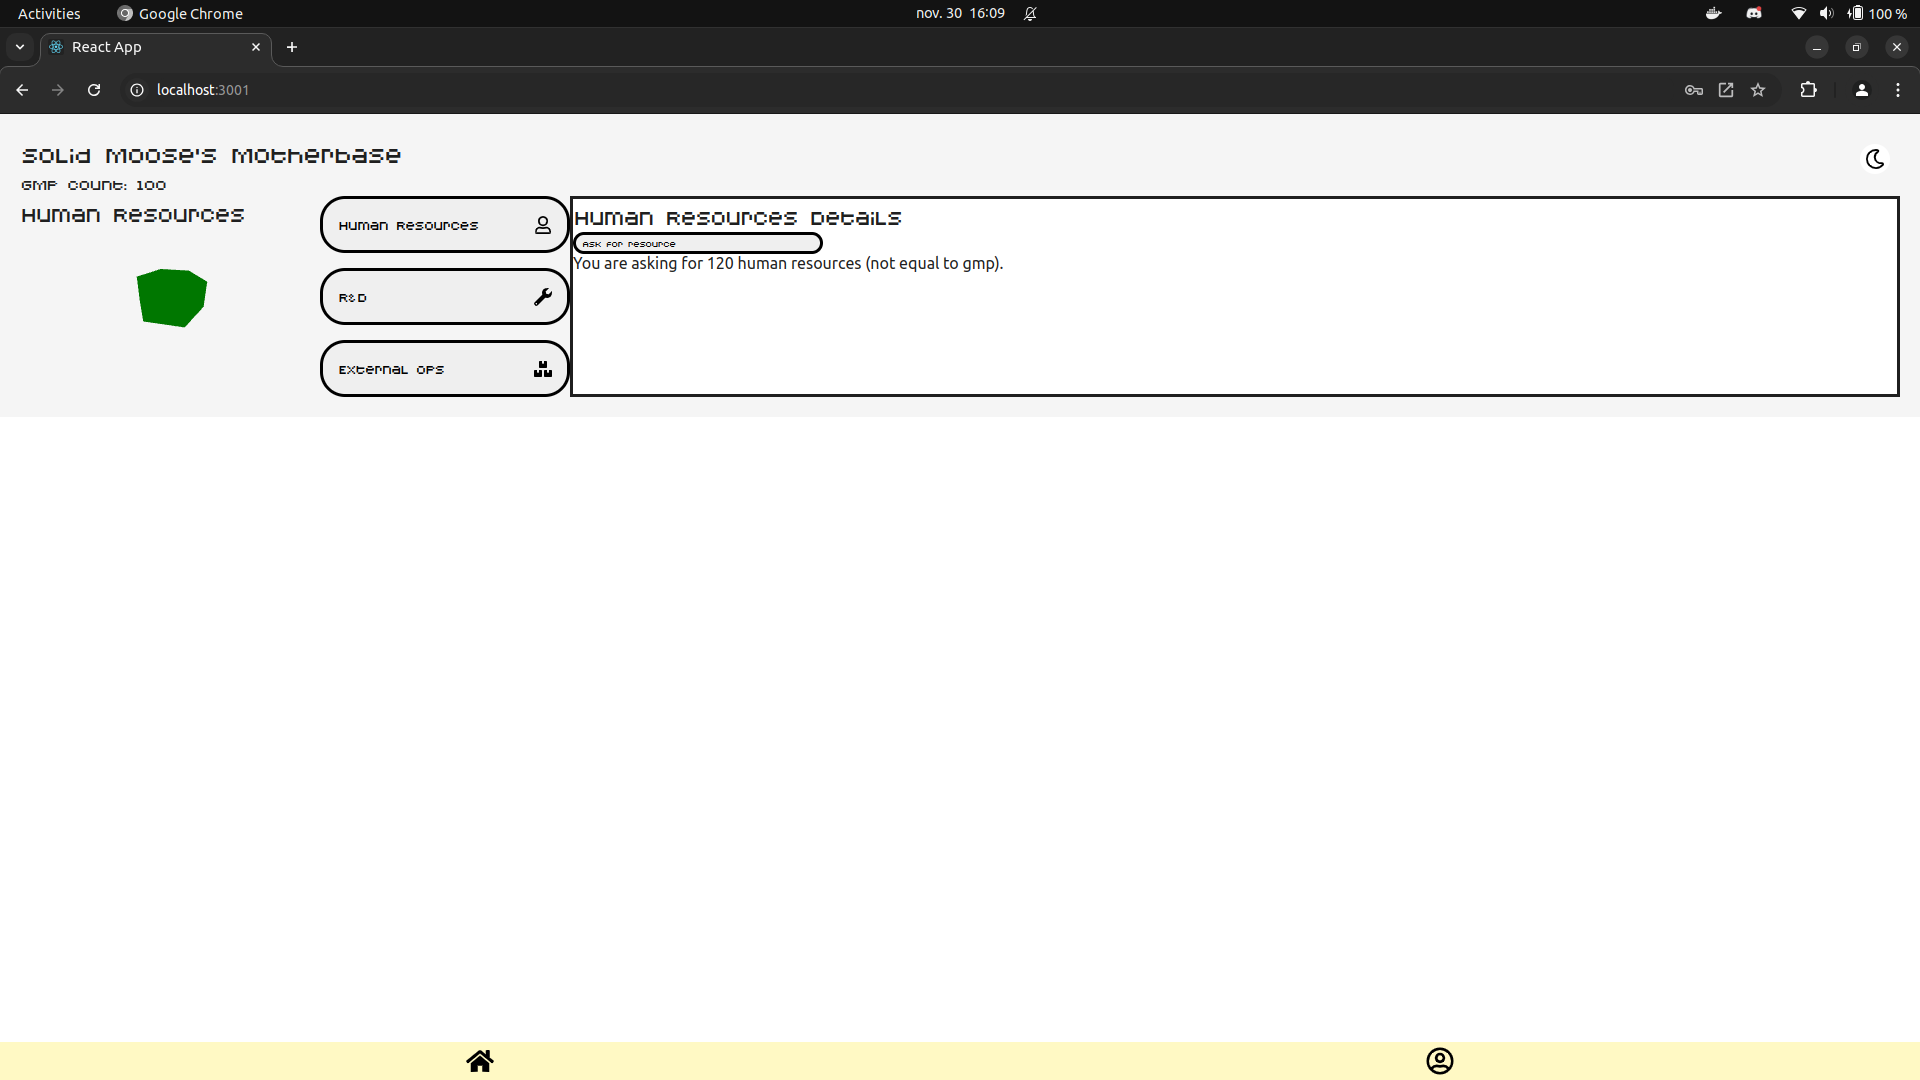 Activities
Google Chrome
nov. 30 16:09
100 %
React App
localhost:3001
Solid Moose's Motherbase
GMP count: 100
Human Resources
Human Resources
R&D
External Ops
Human Resources Details
Ask for resource
You are asking for 120 human resources (not equal to gmp).